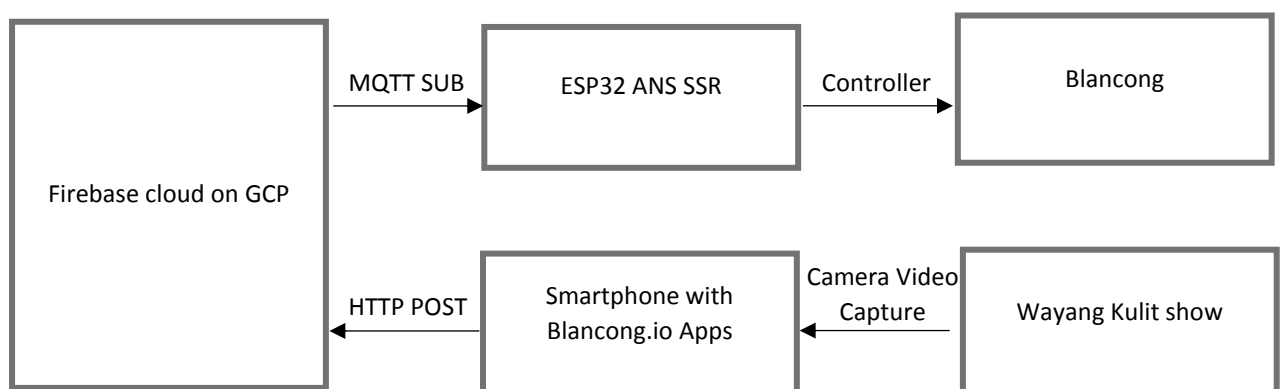 MQTT SUB
ESP32 ANS SSR
Controller
Blancong
Firebase cloud on GCP
HTTP POST
Smartphone with
Blancong.io Apps
Camera Video
Capture
Wayang Kulit show